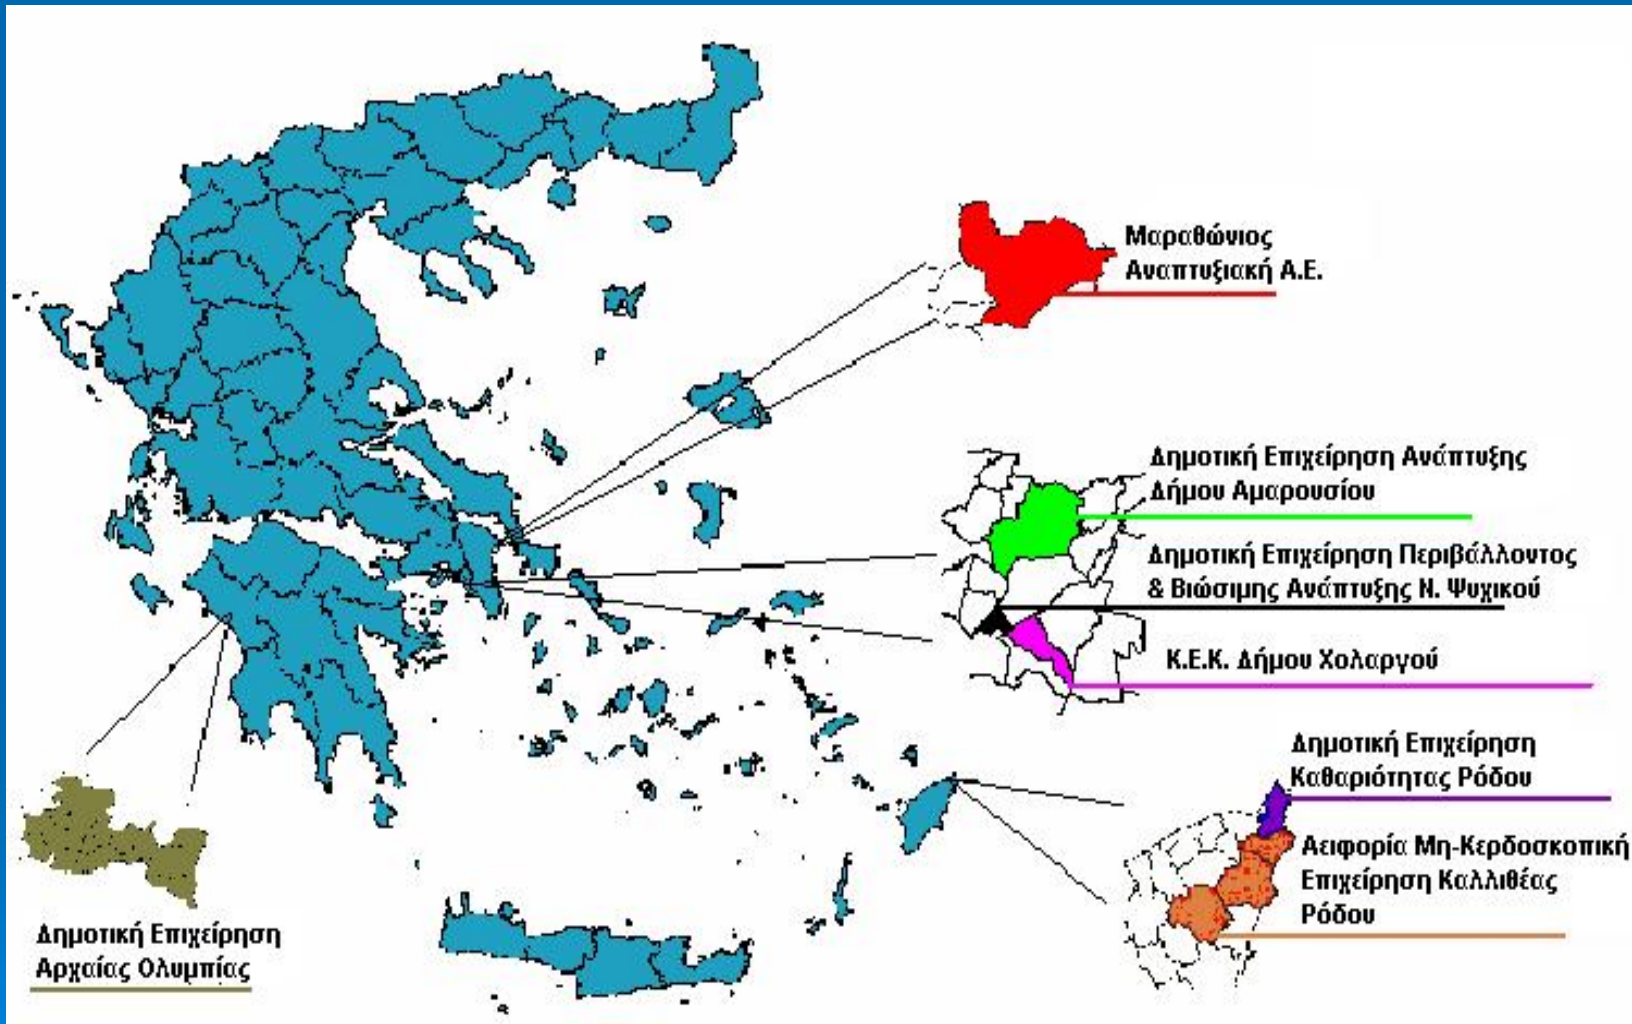 Μαραθώνιος
Αναπτυξιακή Α.Ε.
Δημοτική Επιχείρηση Ανάπτυξης
Δήμου Αμαρουσίου
Δημοτική Επιχείρηση Περιβάλλοντος
& Βιώσιμης Ανάπτυξης Ν. Ψυχικού
Κ.Ε.Κ. Δήμου Χολαργού
Δημοτική Επιχείρηση
Καθαριότητας Ρόδου
Αειφορία Μη-Κερδοσκοπική
Επιχείρηση Καλλιθέας
Ρόδου
Δημοτική Επιχείρηση
Αρχαίας Ολυμπίας